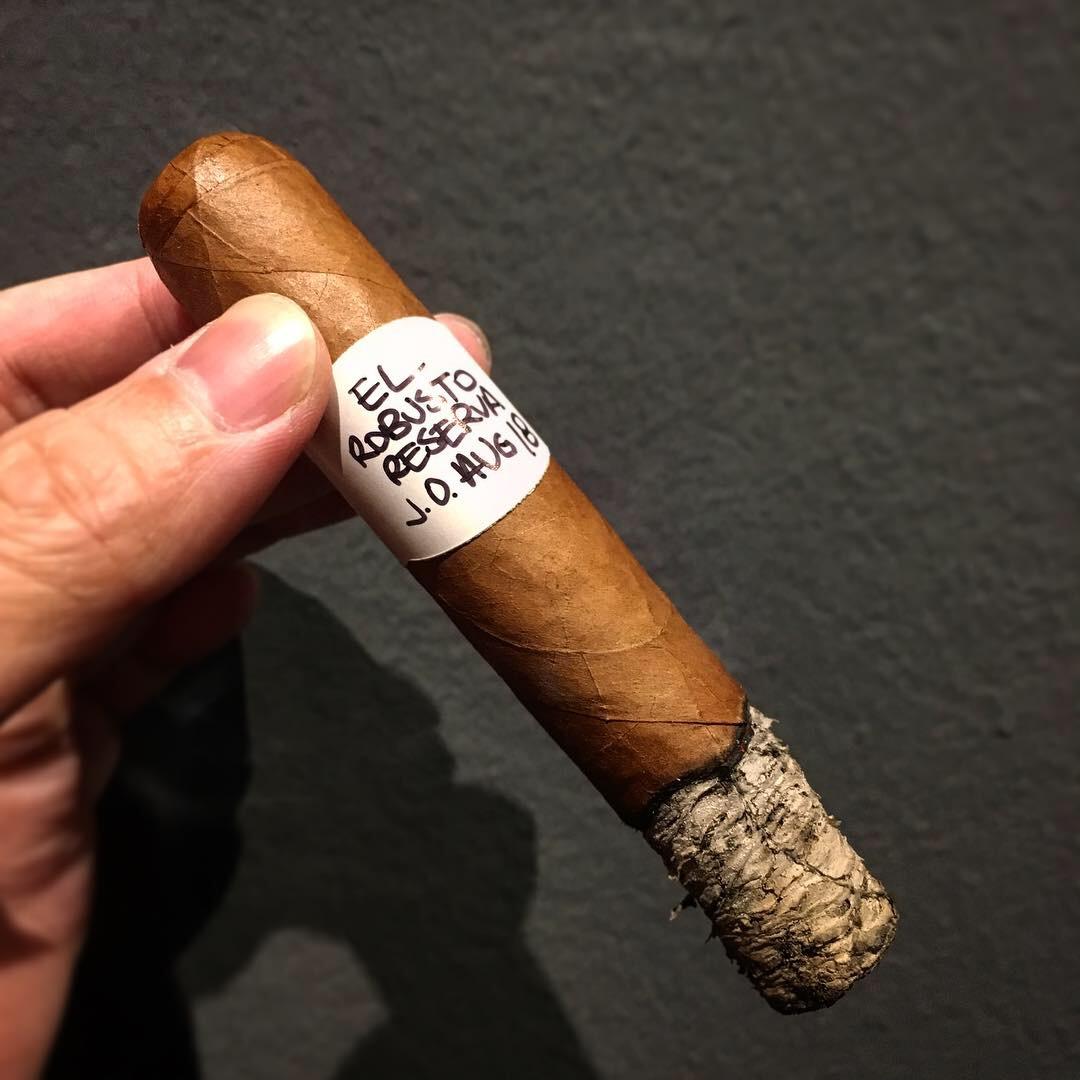 EL-
ROBUSTO
RESERVA
J.O. AUG 18